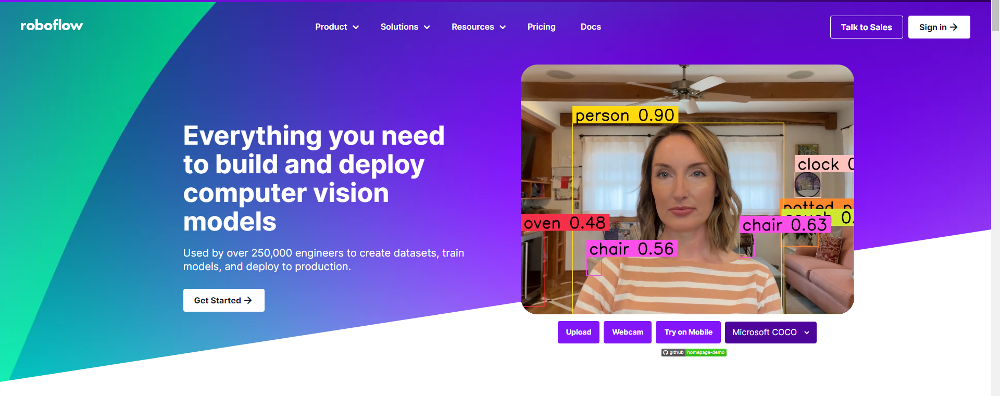 roboflow
Product
Solutions
Resources
Pricing
Docs
Talk to Sales
Sign in
Everything you need
to build and deploy
computer vision
models
Used by over 250,000 engineers to create datasets, train
models, and deploy to production.
Get Started
person 0.90
clock 0
potted pl
0.
oven 0.48
chair 0.63
chair 0.56
Upload
Webcam
Try on Mobile
Microsoft COCO
github homepage-demo